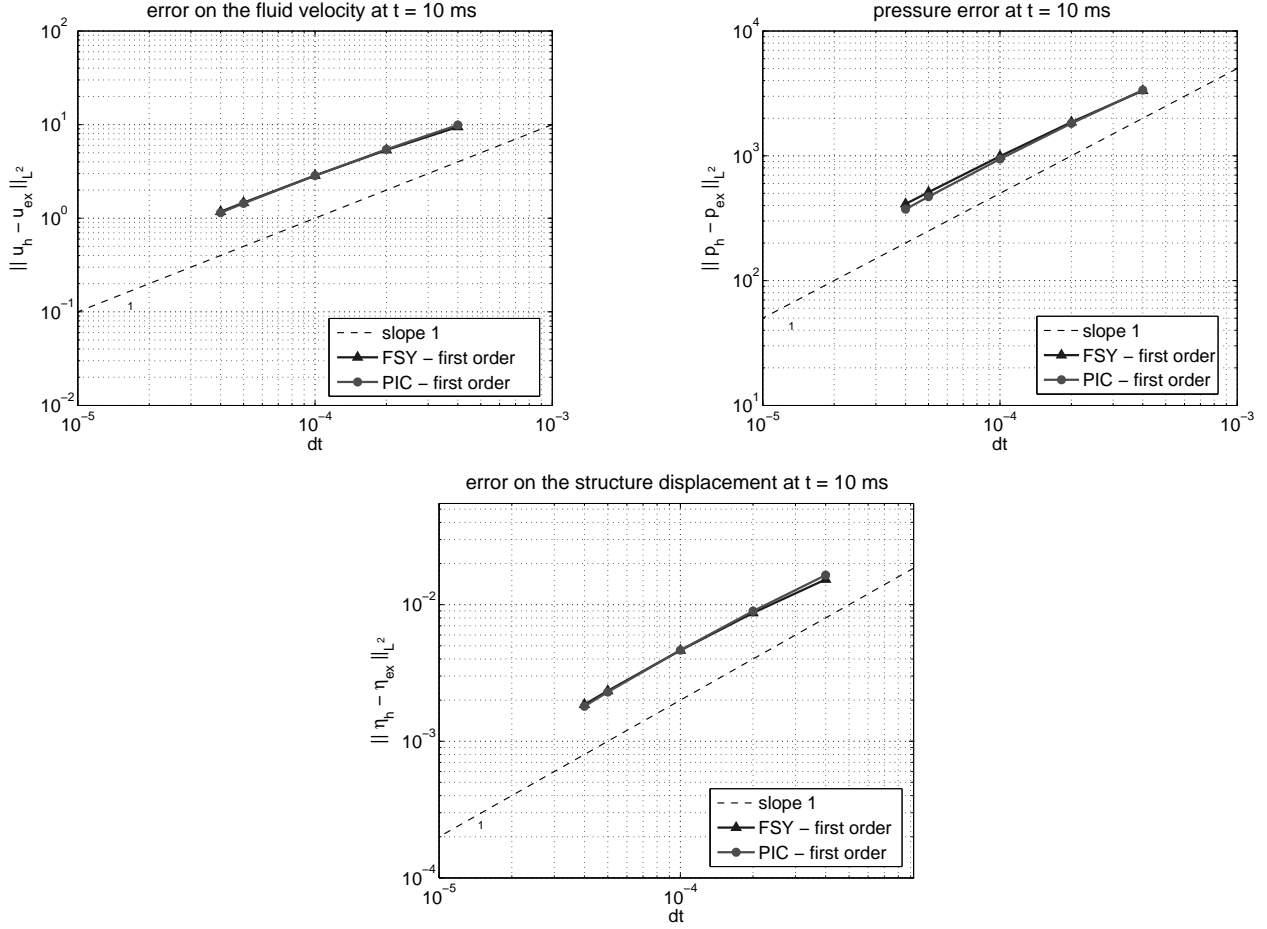 error on the fluid velocity at t = 10 ms
10^2
10^1
10^0
10^−1
10^−2
|| u_h − u_ex ||_L^2
1
slope 1
FSY − first order
PIC − first order
10^−5
10^−4
10^−3
dt
pressure error at t = 10 ms
10^4
10^3
10^2
10^1
|| p_h − p_ex ||_L^2
1
slope 1
FSY − first order
PIC − first order
10^−5
10^−4
10^−3
dt
error on the structure displacement at t = 10 ms
10^−2
10^−3
10^−4
|| η_h − η_ex ||_L^2
1
slope 1
FSY − first order
PIC − first order
10^−5
10^−4
dt